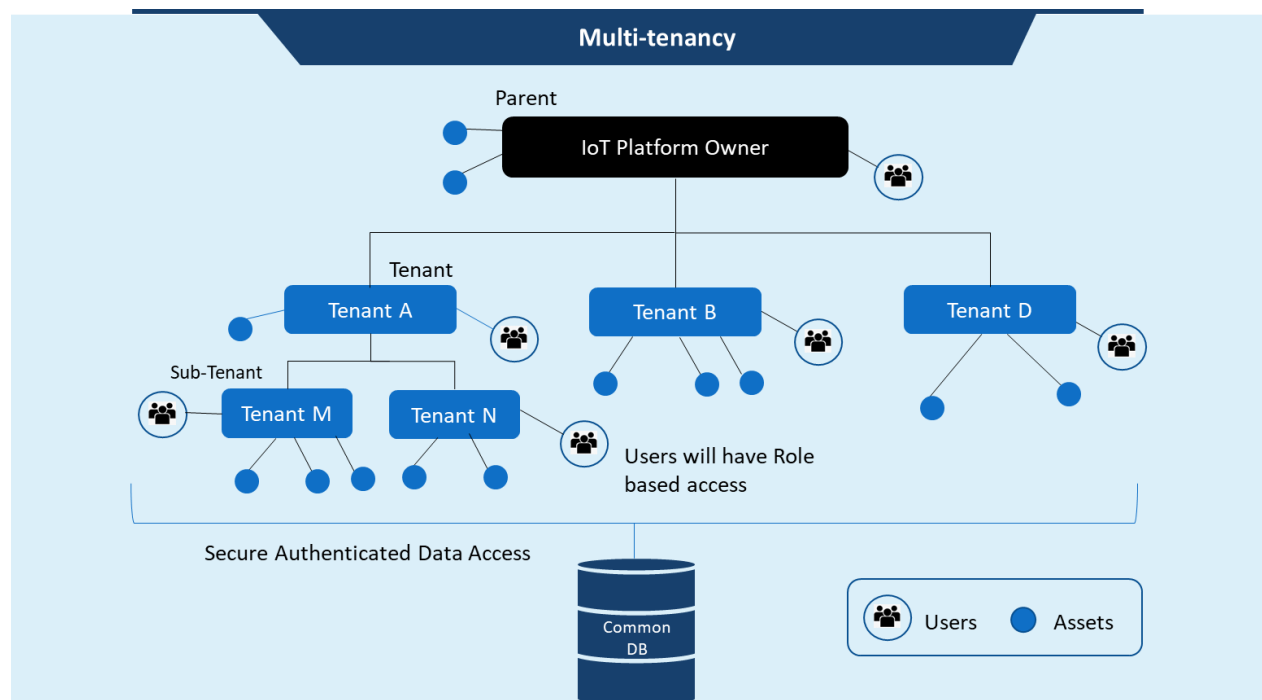 Multi-tenancy
Parent
IoT Platform Owner
Tenant
Tenant A
Tenant B
Tenant D
Sub-Tenant
Tenant M
Tenant N
Users will have Role
based access
Secure Authenticated Data Access
Common
DB
Users
Assets